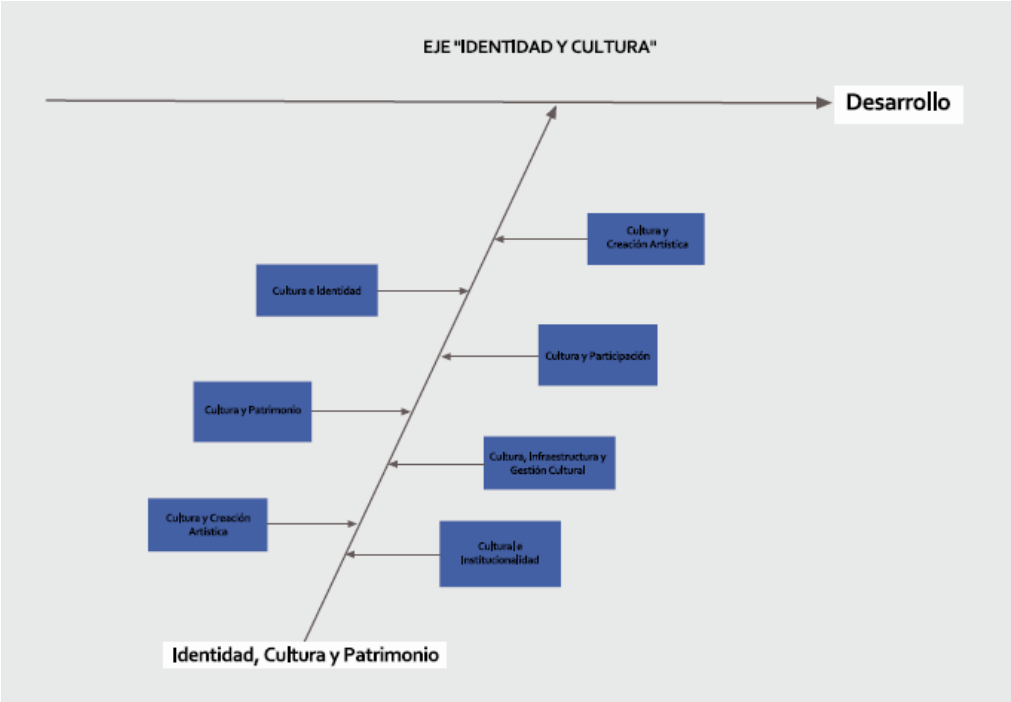 EJE "IDENTIDAD Y CULTURA"
Desarrollo
Cultura y
Creación Artística
Cultura e Identidad
Cultura y Participación
Cultura y Patrimonio
Cultura, Infraestructura y
Gestión Cultural
Cultura y Creación
Artística
Cultural e
Institucionalidad
Identidad, Cultura y Patrimonio